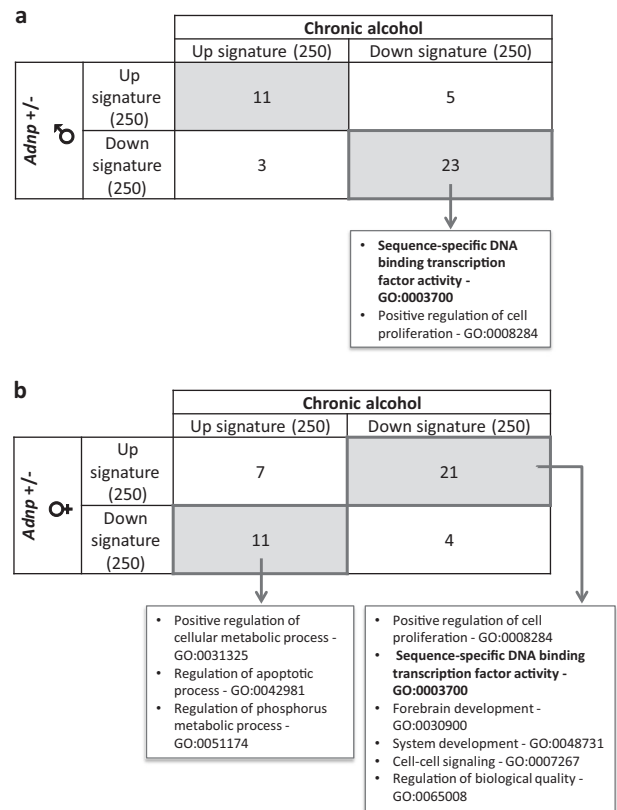 a
Chronic alcohol
Up signature (250) Down signature (250)
Adnp +/- ♂
Up
signature
(250)
11 5
Down
signature
(250)
3 23
• Sequence-specific DNA
binding transcription
factor activity -
GO:0003700
• Positive regulation of cell
proliferation - GO:0008284
b
Chronic alcohol
Up signature (250) Down signature (250)
Adnp +/- ♀
Up
signature
(250)
7 21
Down
signature
(250)
11 4
• Positive regulation of
cellular metabolic process -
GO:0031325
• Regulation of apoptotic
process - GO:0042981
• Regulation of phosphorus
metabolic process -
GO:0051174
• Positive regulation of cell
proliferation - GO:0008284
• Sequence-specific DNA binding
transcription factor activity -
GO:0003700
• Forebrain development -
GO:0030900
• System development - GO:0048731
• Cell-cell signaling - GO:0007267
• Regulation of biological quality -
GO:0065008